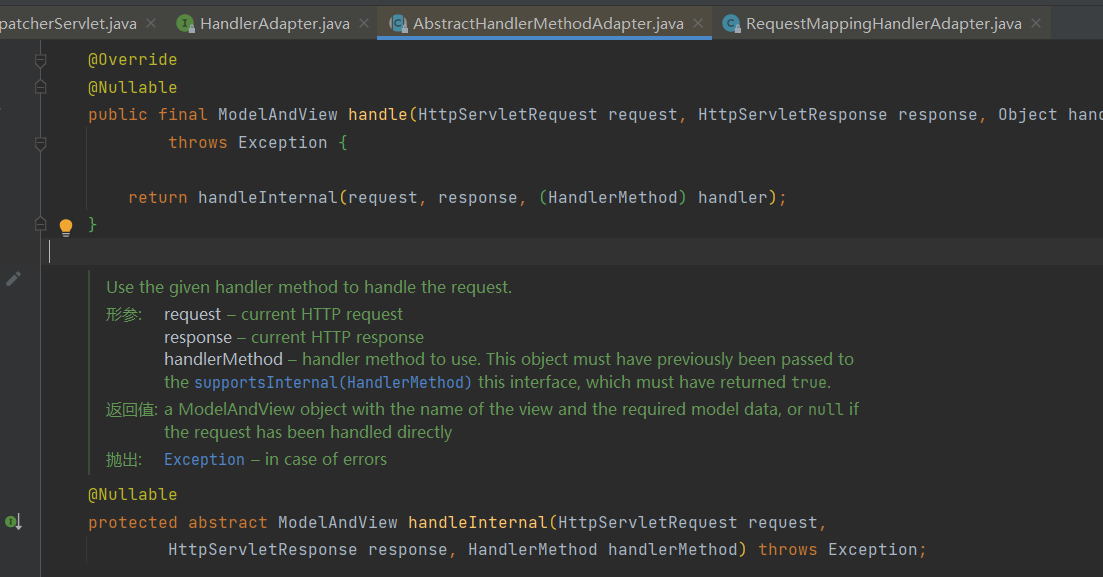 patcherServlet.java HandlerAdapter.java AbstractHandlerMethodAdapter.java RequestMappingHandlerAdapter.java
@Override
@Nullable
public final ModelAndView handle(HttpServletRequest request, HttpServletResponse response, Object hand
throws Exception {
return handleInternal(request, response, (HandlerMethod) handler);
}
Use the given handler method to handle the request.
形参: request – current HTTP request
response – current HTTP response
handlerMethod – handler method to use. This object must have previously been passed to
the supportsInternal(HandlerMethod) this interface, which must have returned true.
返回值: a ModelAndView object with the name of the view and the required model data, or null if
the request has been handled directly
抛出: Exception – in case of errors
@Nullable
protected abstract ModelAndView handleInternal(HttpServletRequest request,
HttpServletResponse response, HandlerMethod handlerMethod) throws Exception;